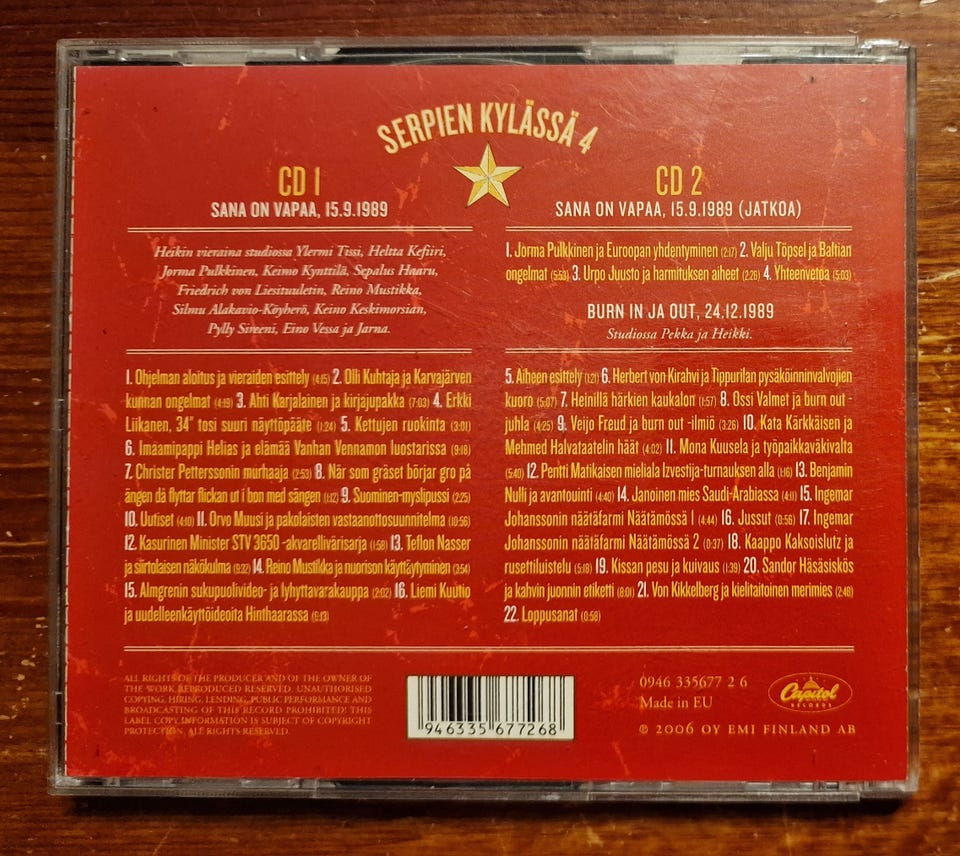 SERPIEN KYLÄSSÄ 4
CD 1
SANA ON VAPAA, 15.9.1989
Heikin vieraina studiossa Ylermi Tissi, Heltta Kefiiri,
Jorma Pulkkinen, Keimo Kynttilä, Sepalus Haaru,
Friedrich von Liesituuletin, Reino Mustikka,
Silmu Alakavio-Köyherö, Keino Keskimorsian,
Pylly Sireeni, Eino Vessa ja Jarna.
1. Ohjelman aloitus ja vieraiden esittely (4:15) 2. Olli Kuhtaja ja Karvajärven
kunnan ongelmat (4:19) 3. Ahti Karjalainen ja kirjajupakka (7:03) 4. Erkki
Liikanen, 34" tosi suuri näyttöpääte (1:24) 5. Kettujen ruokinta (3:01)
6. Imaamipappi Helias ja elämää Vanhan Vennamon luostarissa (9:18)
7. Christer Petterssonin murhaaja (2:53) 8. När som gräset börjar gro på
ängen då flyttar flickan ut i bon med sängen (1:12) 9. Suominen-myslipussi (2:25)
10. Uutiset (4:10) 11. Orvo Muusi ja pakolaisten vastaanottosuunnitelma (10:56)
12. Kasurinen Minister STV 3650 -akvarellivärisarja (1:58) 13. Teflon Nasser
ja siirtolaisen näkökulma (9:32) 14. Reino Mustikka ja nuorison käyttäytyminen (3:54)
15. Almgrenin sukupuolivideo- ja lyhyttavarakauppa (2:02) 16. Liemi Kuutio
ja uudelleenkäyttöideoita Hinthaarassa (9:13)
CD 2
SANA ON VAPAA, 15.9.1989 (JATKOA)
1. Jorma Pulkkinen ja Euroopan yhdentyminen (2:17) 2. Valju Töpsel ja Baltian
ongelmat (5:53) 3. Urpo Juusto ja harmituksen aiheet (2:26) 4. Yhteenvetoa (5:03)
BURN IN JA OUT, 24.12.1989
Studiossa Pekka ja Heikki.
5. Aiheen esittely (1:21) 6. Herbert von Kirahvi ja Tippurilan pysäköinninvalvojien
kuoro (5:07) 7. Heinillä härkien kaukalon (1:57) 8. Ossi Valmet ja burn out -
juhla (4:25) 9. Veijo Freud ja burn out -ilmiö (3:26) 10. Kata Kärkkäisen ja
Mehmed Halvataatelin häät (4:02) 11. Mona Kuusela ja työpaikkaväkivalta
(5:40) 12. Pentti Matikaisen mieliala Izvestija-turnauksen alla (1:16) 13. Benjamin
Nulli ja avantouinti (4:40) 14. Janoinen mies Saudi-Arabiassa (4:11) 15. Ingemar
Johanssonin näätäfarmi Näätämössä 1 (4:44) 16. Jussut (0:56) 17. Ingemar
Johanssonin näätäfarmi Näätämössä 2 (0:37) 18. Kaappo Kaksoislutz ja
rusettiluistelu (5:19) 19. Kissan pesu ja kuivaus (1:39) 20. Sandor Häsäsiskös
ja kahvin juonnin etiketti (8:01) 21. Von Kikkelberg ja kielitaitoinen merimies (2:48)
22. Loppusanat (0:58)
ALL RIGHTS OF THE PRODUCER AND OF THE OWNER OF
THE WORK REPRODUCED RESERVED. UNAUTHORISED
COPYING, HIRING, LENDING, PUBLIC PERFORMANCE AND
BROADCASTING OF THIS RECORD PROHIBITED! THIS
LABEL COPY INFORMATION IS SUBJECT OF COPYRIGHT
PROTECTION. ALL RIGHTS RESERVED.
946335 677268
0946 335677 2 6
Made in EU
Capitol
RECORDS
℗ 2006 OY EMI FINLAND AB